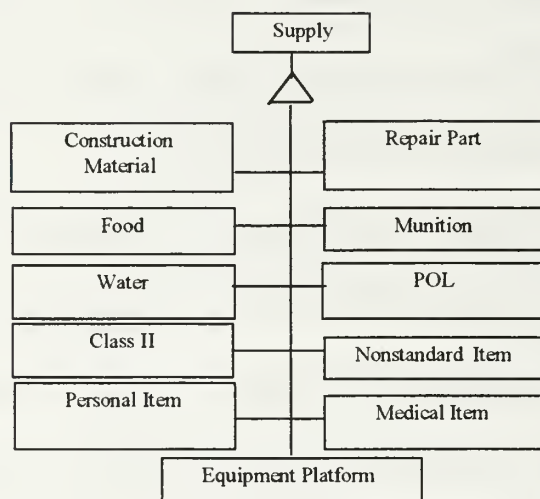 Supply
Construction
Material
Repair Part
Food
Munition
Water
POL
Class II
Nonstandard Item
Personal Item
Medical Item
Equipment Platform